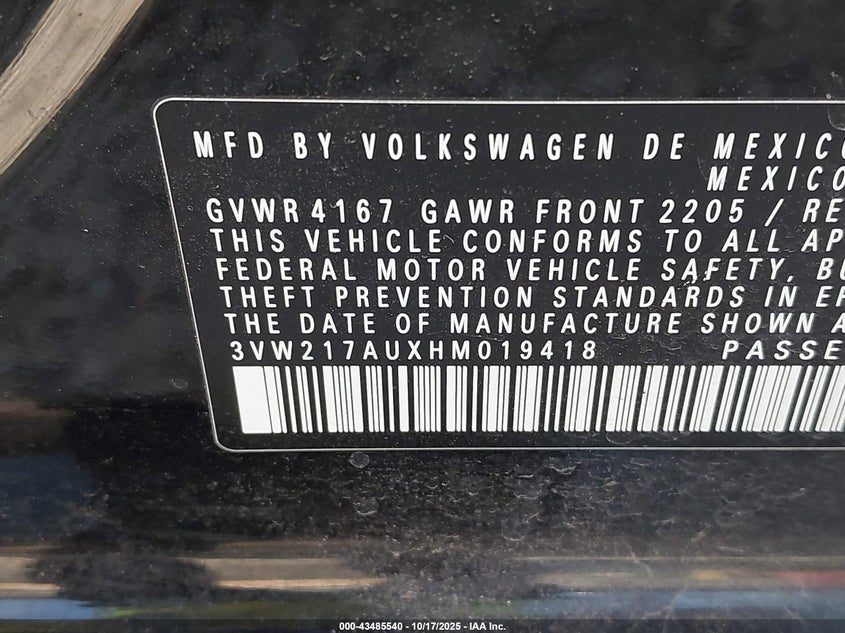 MFD BY VOLKSWAGEN DE MEXICO
MEXICO
GVWR 4167 GAWR FRONT 2205 / RE
THIS VEHICLE CONFORMS TO ALL AP
FEDERAL MOTOR VEHICLE SAFETY, BU
THEFT PREVENTION STANDARDS IN EF
THE DATE OF MANUFACTURE SHOWN A
3VW217AUXHM019418 PASSE
000-43485540 - 10/17/2025 - IAA Inc.